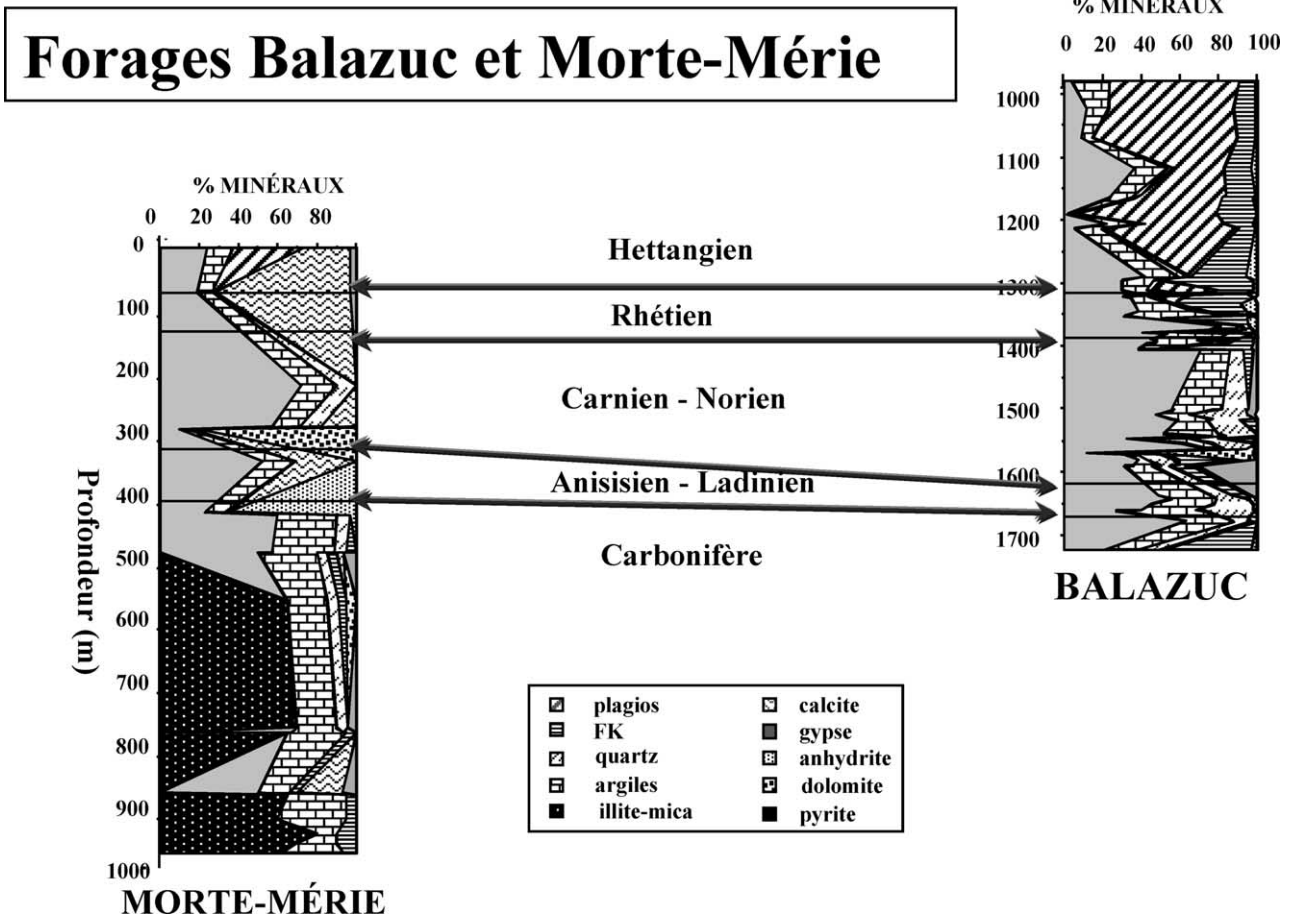 Forages Balazuc et Morte-Mérie
% MINÉRAUX
0 20 40 60 80 100
1000
1100
1200
1300
1400
1500
1600
1700
BALAZUC
% MINÉRAUX
0 20 40 60 80
0
100
200
300
400
500
600
700
800
900
1000
Profondeur (m)
MORTE-MÉRIE
Hettangien
Rhétien
Carnien - Norien
Anisisien - Ladinien
Carbonifère
plagios
FK
quartz
argiles
illite-mica
calcite
gypse
anhydrite
dolomite
pyrite